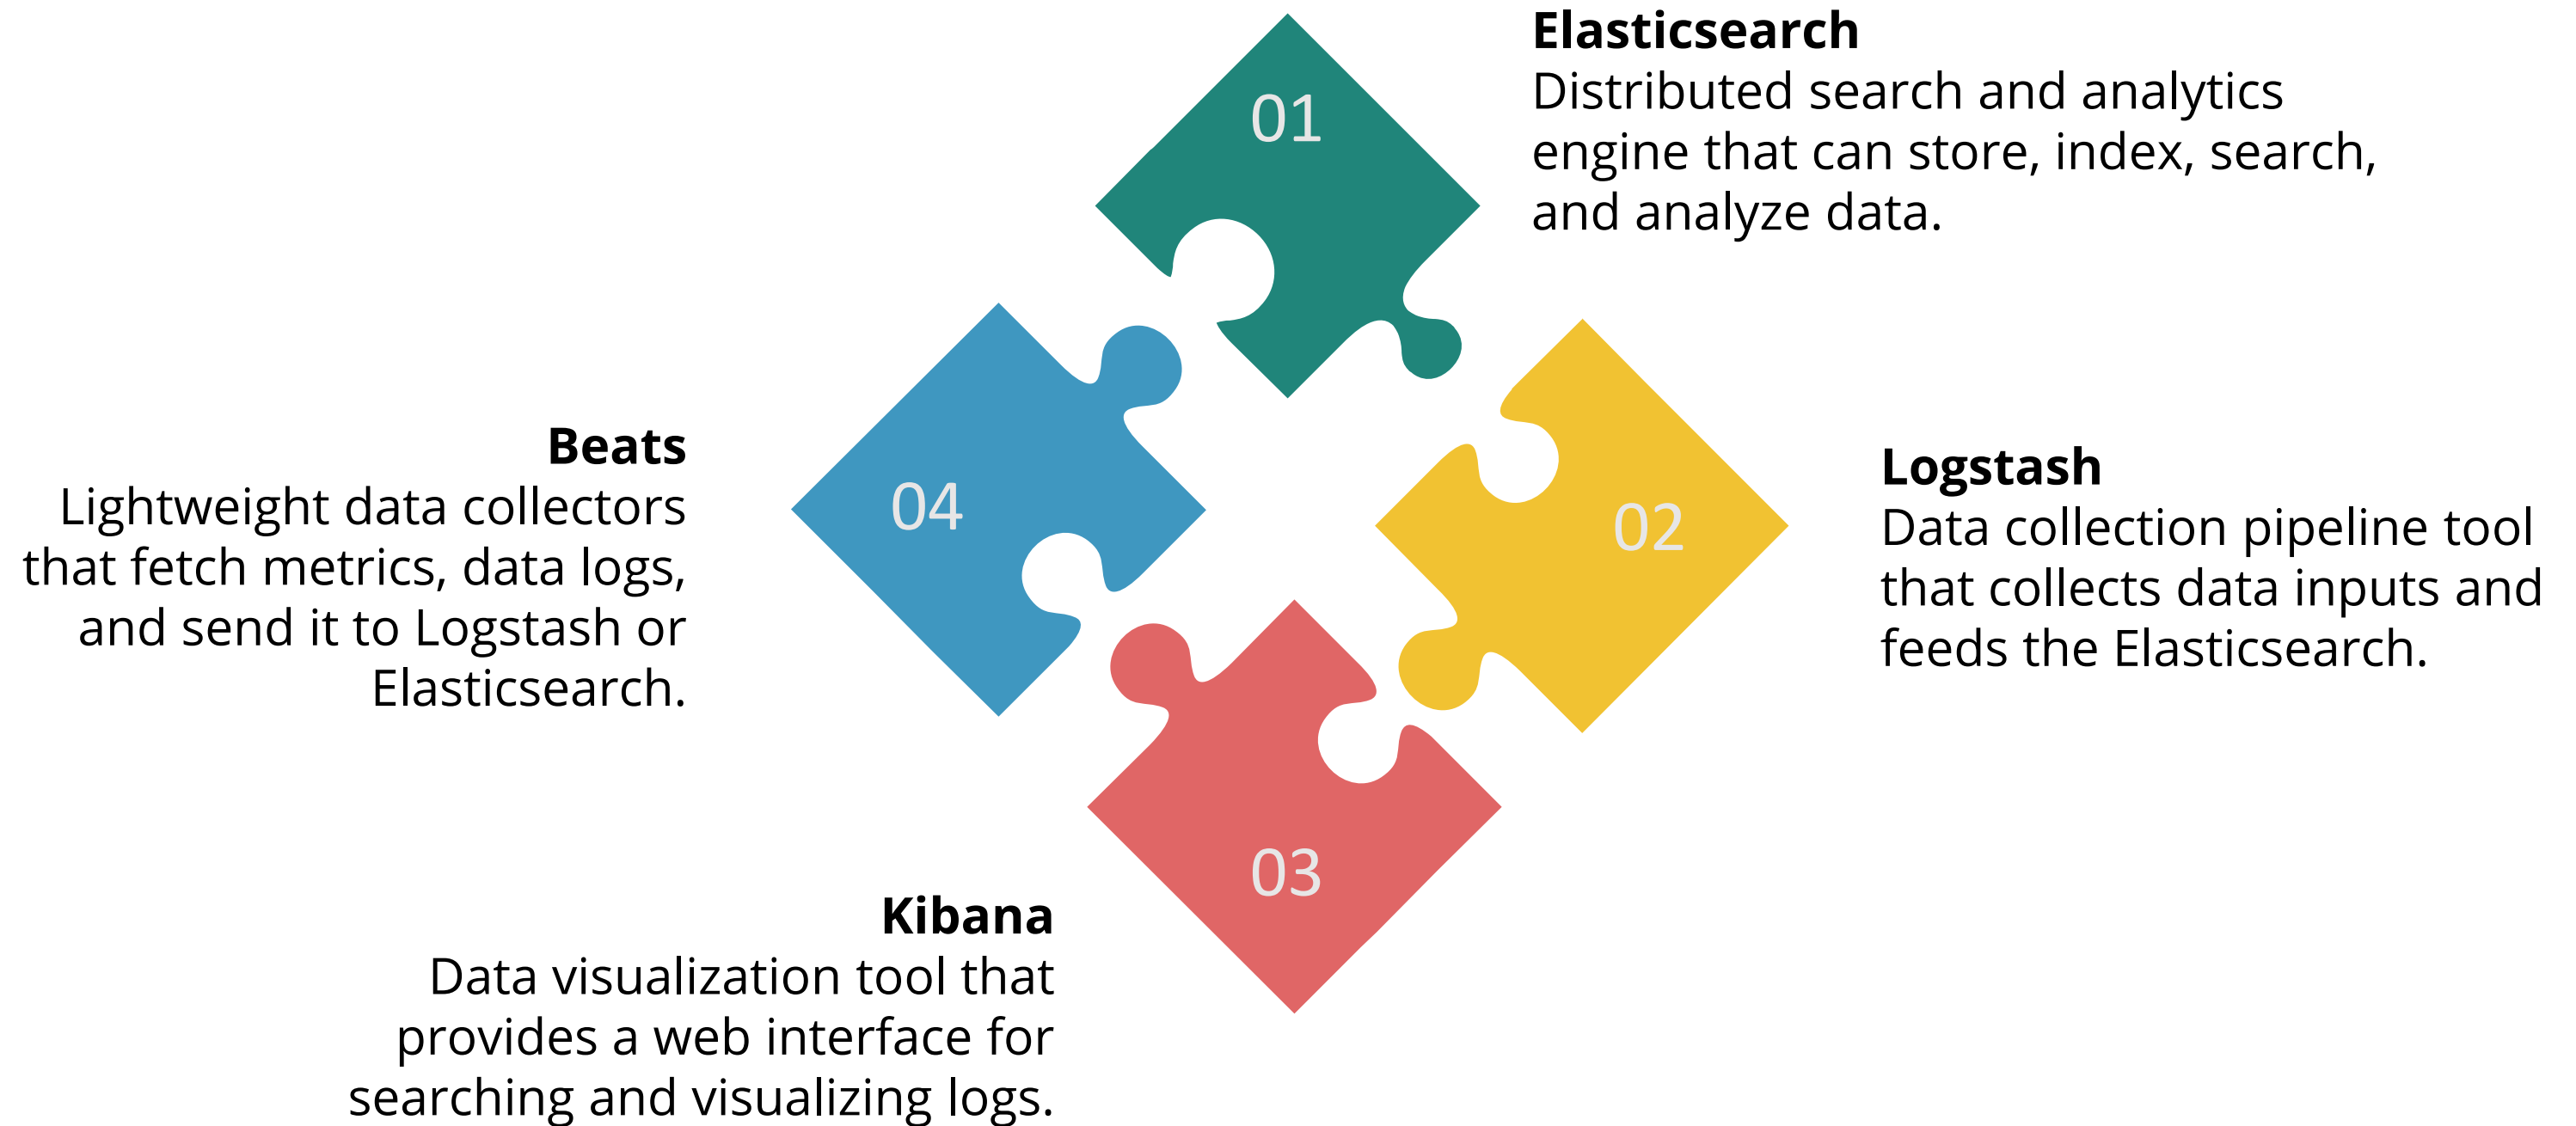 01
Elasticsearch
Distributed search and analytics
engine that can store, index, search,
and analyze data.
02
Logstash
Data collection pipeline tool
that collects data inputs and
feeds the Elasticsearch.
03
Kibana
Data visualization tool that
provides a web interface for
searching and visualizing logs.
04
Beats
Lightweight data collectors
that fetch metrics, data logs,
and send it to Logstash or
Elasticsearch.